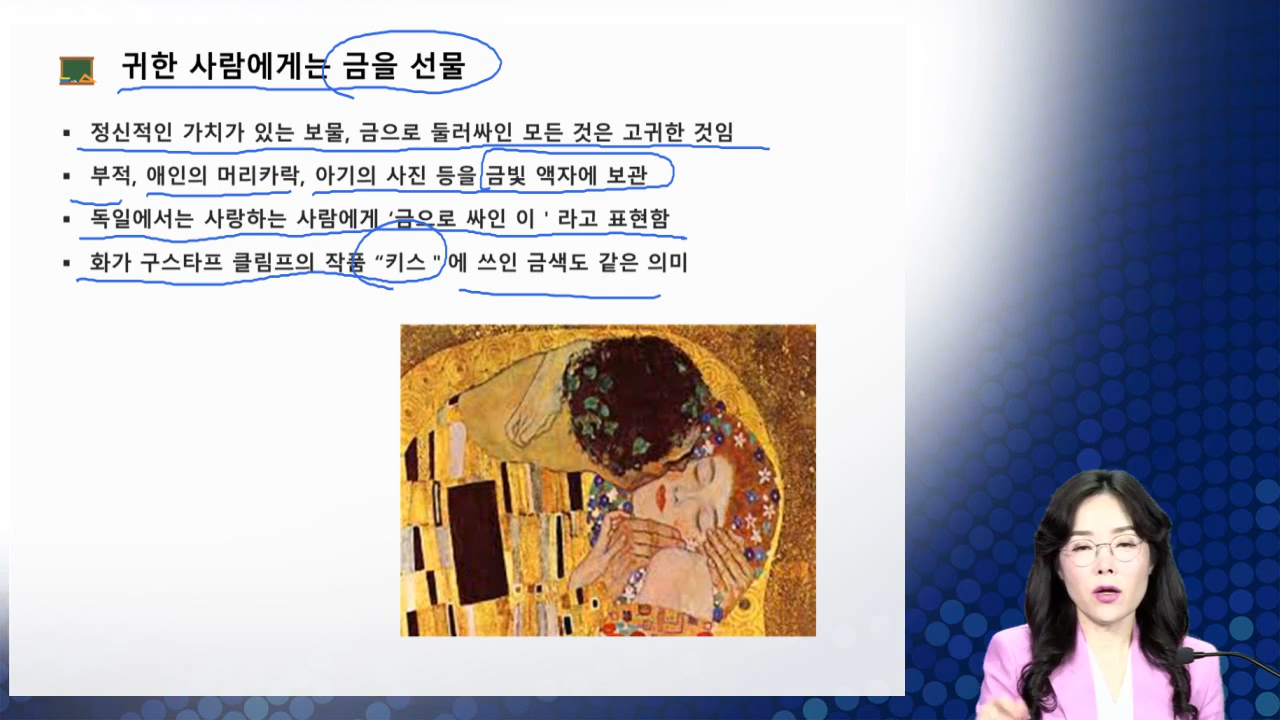 귀한 사람에게는 금을 선물
▪ 정신적인 가치가 있는 보물, 금으로 둘러싸인 모든 것은 고귀한 것임
▪ 부적, 애인의 머리카락, 아기의 사진 등을 금빛 액자에 보관
▪ 독일에서는 사랑하는 사람에게 ‘금으로 싸인 이 ' 라고 표현함
▪ 화가 구스타프 클림프의 작품 “키스 " 에 쓰인 금색도 같은 의미